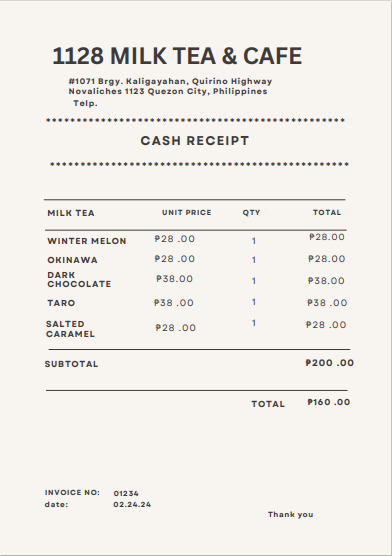 1128 MILK TEA & CAFE
#1071 Brgy. Kaligayahan, Quirino Highway
Novaliches 1123 Quezon City, Philippines
Telp.
************************************************
CASH RECEIPT
************************************************
MILK TEA UNIT PRICE QTY TOTAL
WINTER MELON ₱28 .00 1 ₱28.00
OKINAWA ₱28 .00 1 ₱28.00
DARK
CHOCOLATE ₱38.00 1 ₱38.00
TARO ₱38 .00 1 ₱38 .00
SALTED
CARAMEL ₱28 .00 1 ₱28 .00
SUBTOTAL ₱200 .00
TOTAL ₱160 .00
INVOICE NO: 01234
date: 02.24.24
Thank you